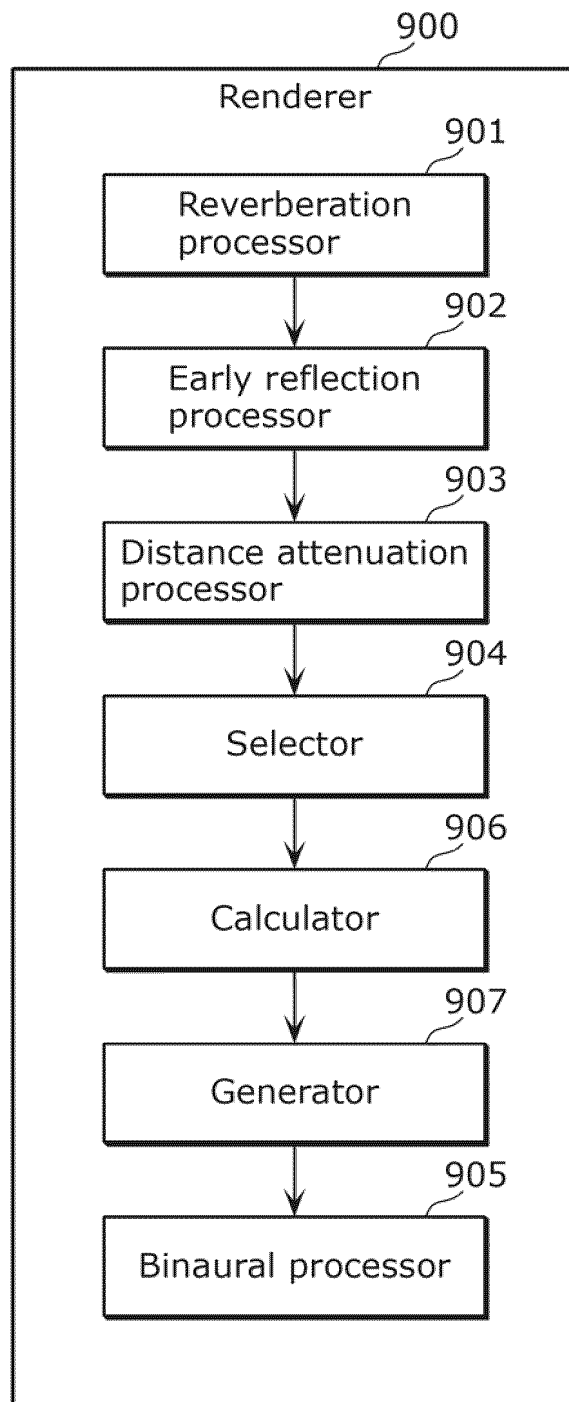 900
Renderer
901
Reverberation
processor
902
Early reflection
processor
903
Distance attenuation
processor
904
Selector
906
Calculator
907
Generator
905
Binaural processor